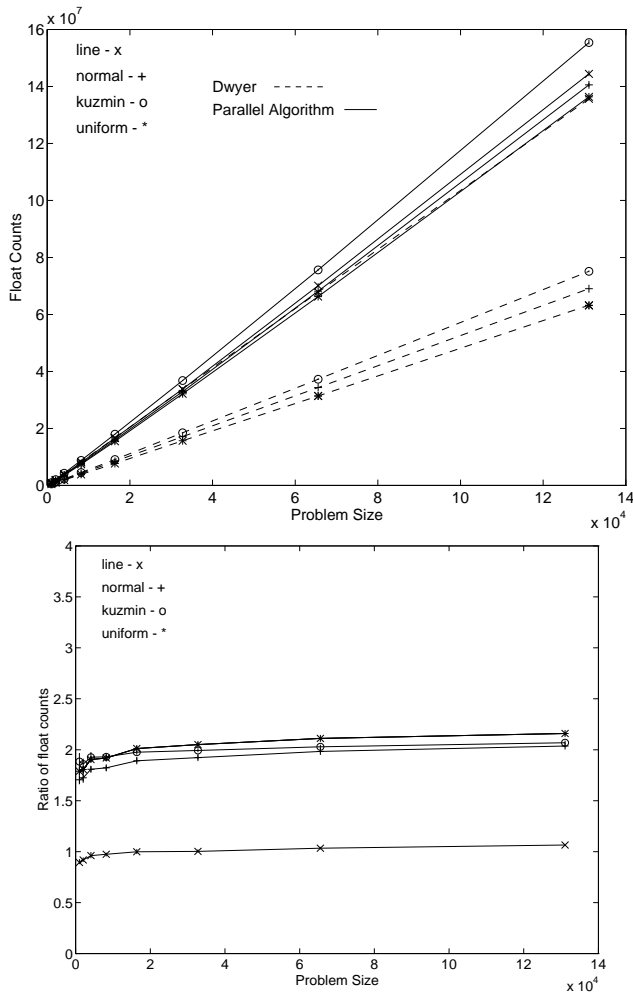 x 10^7
16
14
12
10
8
6
4
2
0
Float Counts
line - x
normal - +
kuzmin - o
uniform - *
Dwyer
Parallel Algorithm
0 2 4 6 8 10 12 14
Problem Size
x 10^4
4
3.5
3
2.5
2
1.5
1
0.5
0
Ratio of float counts
line - x
normal - +
kuzmin - o
uniform - *
0 2 4 6 8 10 12 14
Problem Size
x 10^4